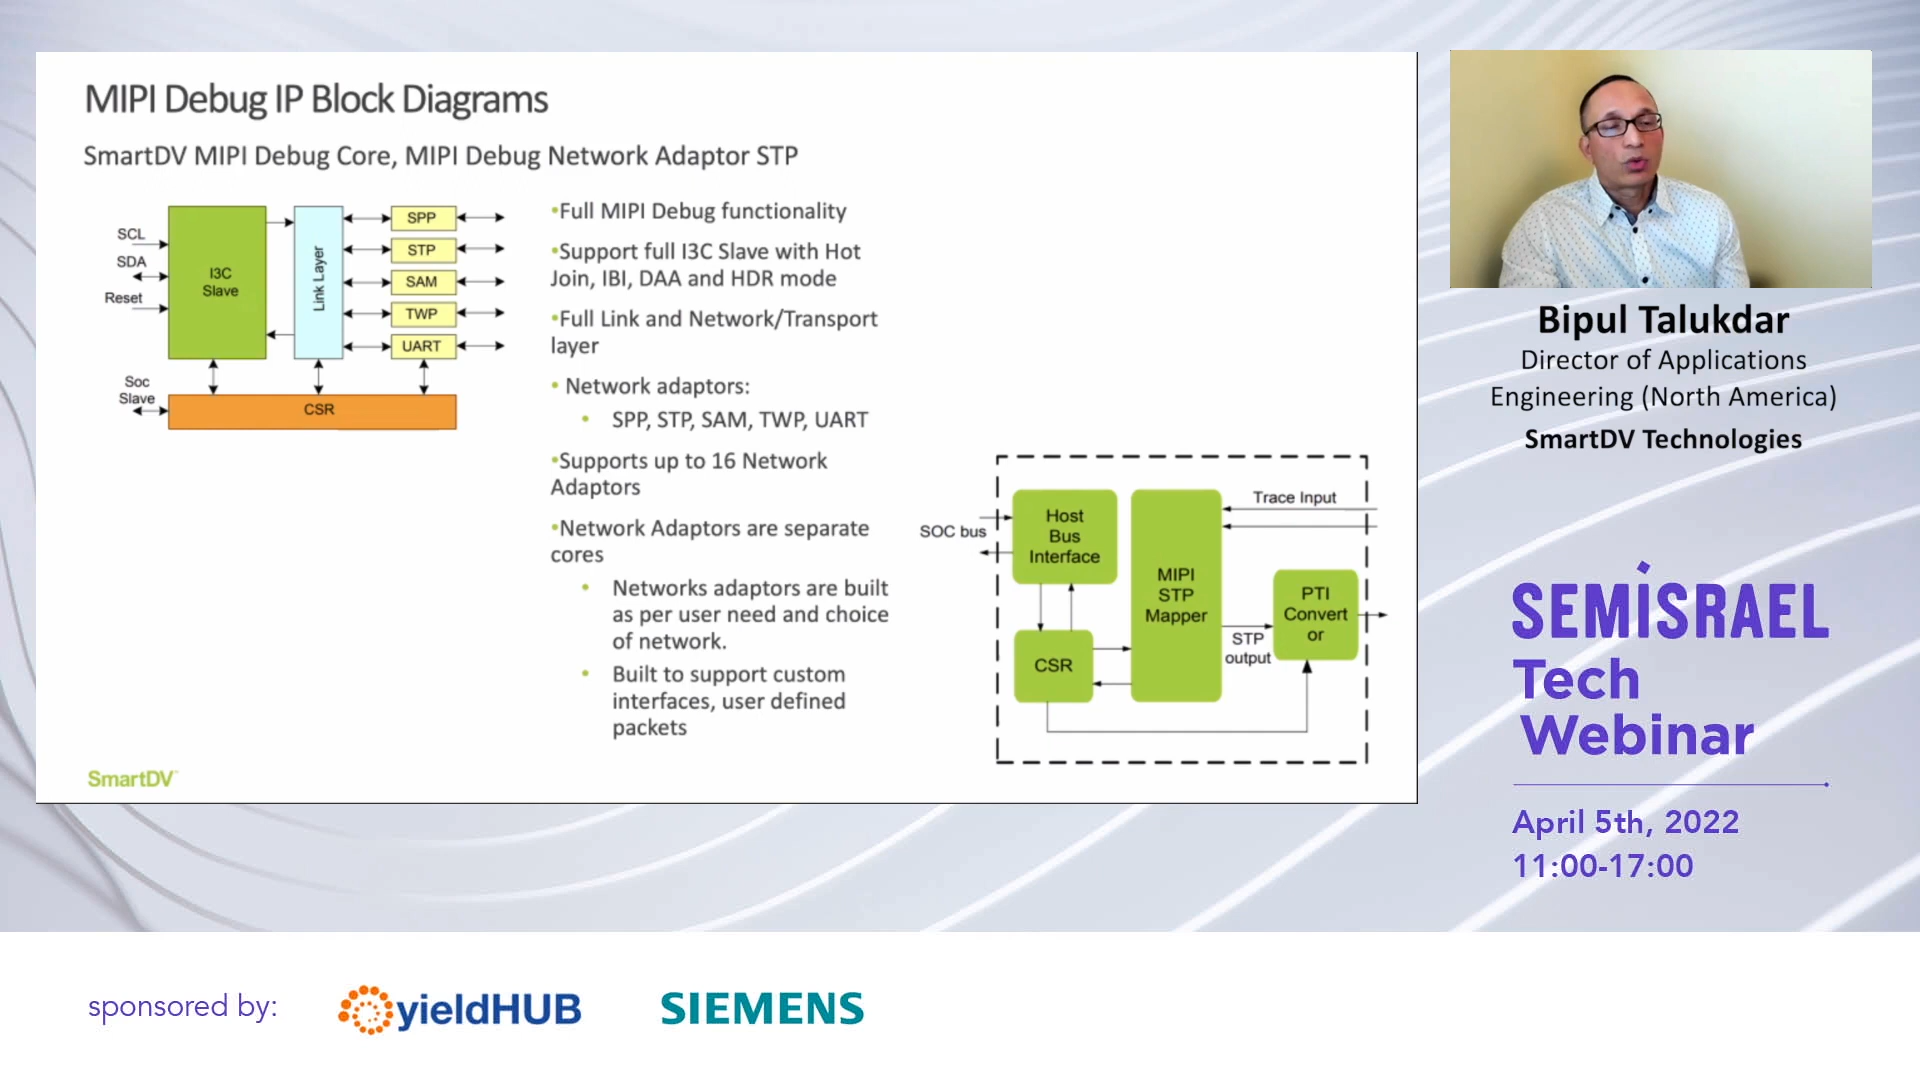 MIPI Debug IP Block Diagrams
SmartDV MIPI Debug Core, MIPI Debug Network Adaptor STP
SCL
SDA
Reset
I3C
Slave
Link Layer
SPP
STP
SAM
TWP
UART
Soc
Slave
CSR
•Full MIPI Debug functionality
•Support full I3C Slave with Hot
Join, IBI, DAA and HDR mode
•Full Link and Network/Transport
layer
• Network adaptors:
• SPP, STP, SAM, TWP, UART
•Supports up to 16 Network
Adaptors
•Network Adaptors are separate
cores
• Networks adaptors are built
as per user need and choice
of network.
• Built to support custom
interfaces, user defined
packets
SOC bus
Host
Bus
Interface
CSR
MIPI
STP
Mapper
Trace Input
STP
output
PTI
Convert
or
SmartDV™
Bipul Talukdar
Director of Applications
Engineering (North America)
SmartDV Technologies
SEMISRAEL
Tech
Webinar
April 5th, 2022
11:00-17:00
sponsored by:
yieldHUB
SIEMENS